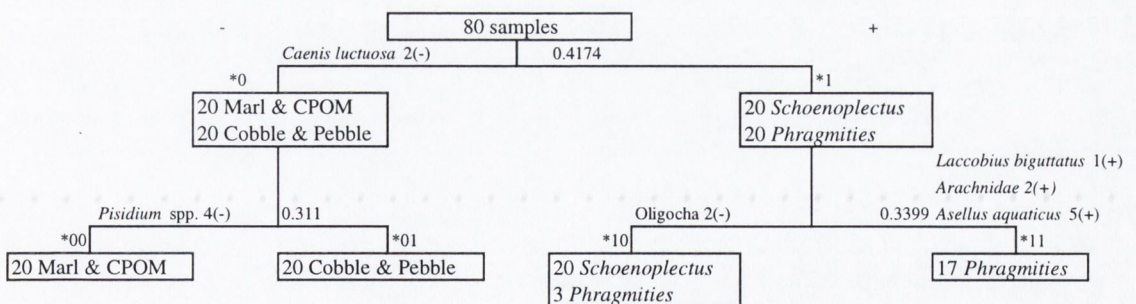 - 80 samples +
Caenis luctuosa 2(-) 0.4174
*0 *1
20 Marl & CPOM
20 Cobble & Pebble
20 Schoenoplectus
20 Phragmities
Laccobius biguttatus 1(+)
Arachnidae 2(+)
Pisidium spp. 4(-) 0.311
Oligocha 2(-) 0.3399 Asellus aquaticus 5(+)
*00 *01 *10 *11
20 Marl & CPOM
20 Cobble & Pebble
20 Schoenoplectus
3 Phragmities
17 Phragmities